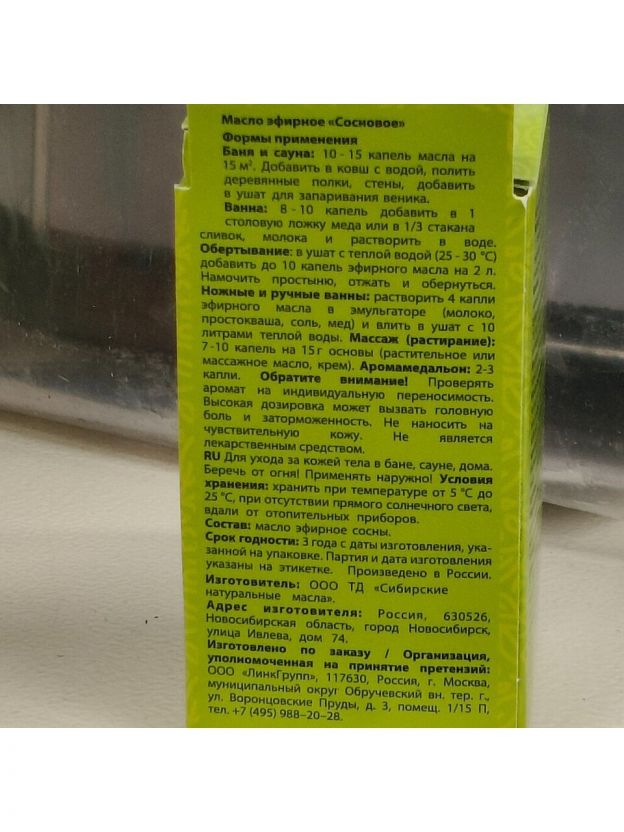 Масло эфирное «Сосновое»
Формы применения
Баня и сауна: 10 - 15 капель масла на
15 м². Добавить в ковш с водой, полить
деревянные полки, стены, добавить
в ушат для запаривания веника.
Ванна: 8 - 10 капель добавить в 1
столовую ложку меда или в 1/3 стакана
сливок, молока и растворить в воде.
Обертывание: в ушат с теплой водой (25 - 30 °C)
добавить до 10 капель эфирного масла на 2 л.
Намочить простыню, отжать и обернуться.
Ножные и ручные ванны: растворить 4 капли
эфирного масла в эмульгаторе (молоко,
простокваша, соль, мед) и влить в ушат с 10
литрами теплой воды. Массаж (растирание):
7 -10 капель на 15 г основы (растительное или
массажное масло, крем). Аромамедальон: 2-3
капли. Обратите внимание! Проверять
аромат на индивидуальную переносимость.
Высокая дозировка может вызвать головную
боль и заторможенность. Не наносить на
чувствительную кожу. Не является
лекарственным средством.
RU Для ухода за кожей тела в бане, сауне, дома.
Беречь от огня! Применять наружно! Условия
хранения: хранить при температуре от 5 °C до
25 °C, при отсутствии прямого солнечного света,
вдали от отопительных приборов.
Состав: масло эфирное сосны.
Срок годности: 3 года с даты изготовления, ука-
занной на упаковке. Партия и дата изготовления
указаны на этикетке. Произведено в России.
Изготовитель: ООО ТД «Сибирские
натуральные масла».
Адрес изготовителя: Россия, 630526,
Новосибирская область, город Новосибирск,
улица Ивлева, дом 74.
Изготовлено по заказу / Организация,
уполномоченная на принятие претензий:
ООО «ЛинкГрупп», 117630, Россия, г. Москва,
муниципальный округ Обручевский вн. тер. г.,
ул. Воронцовские Пруды, д. 3, помещ. 1/15 П,
тел. +7 (495) 988–20–28.